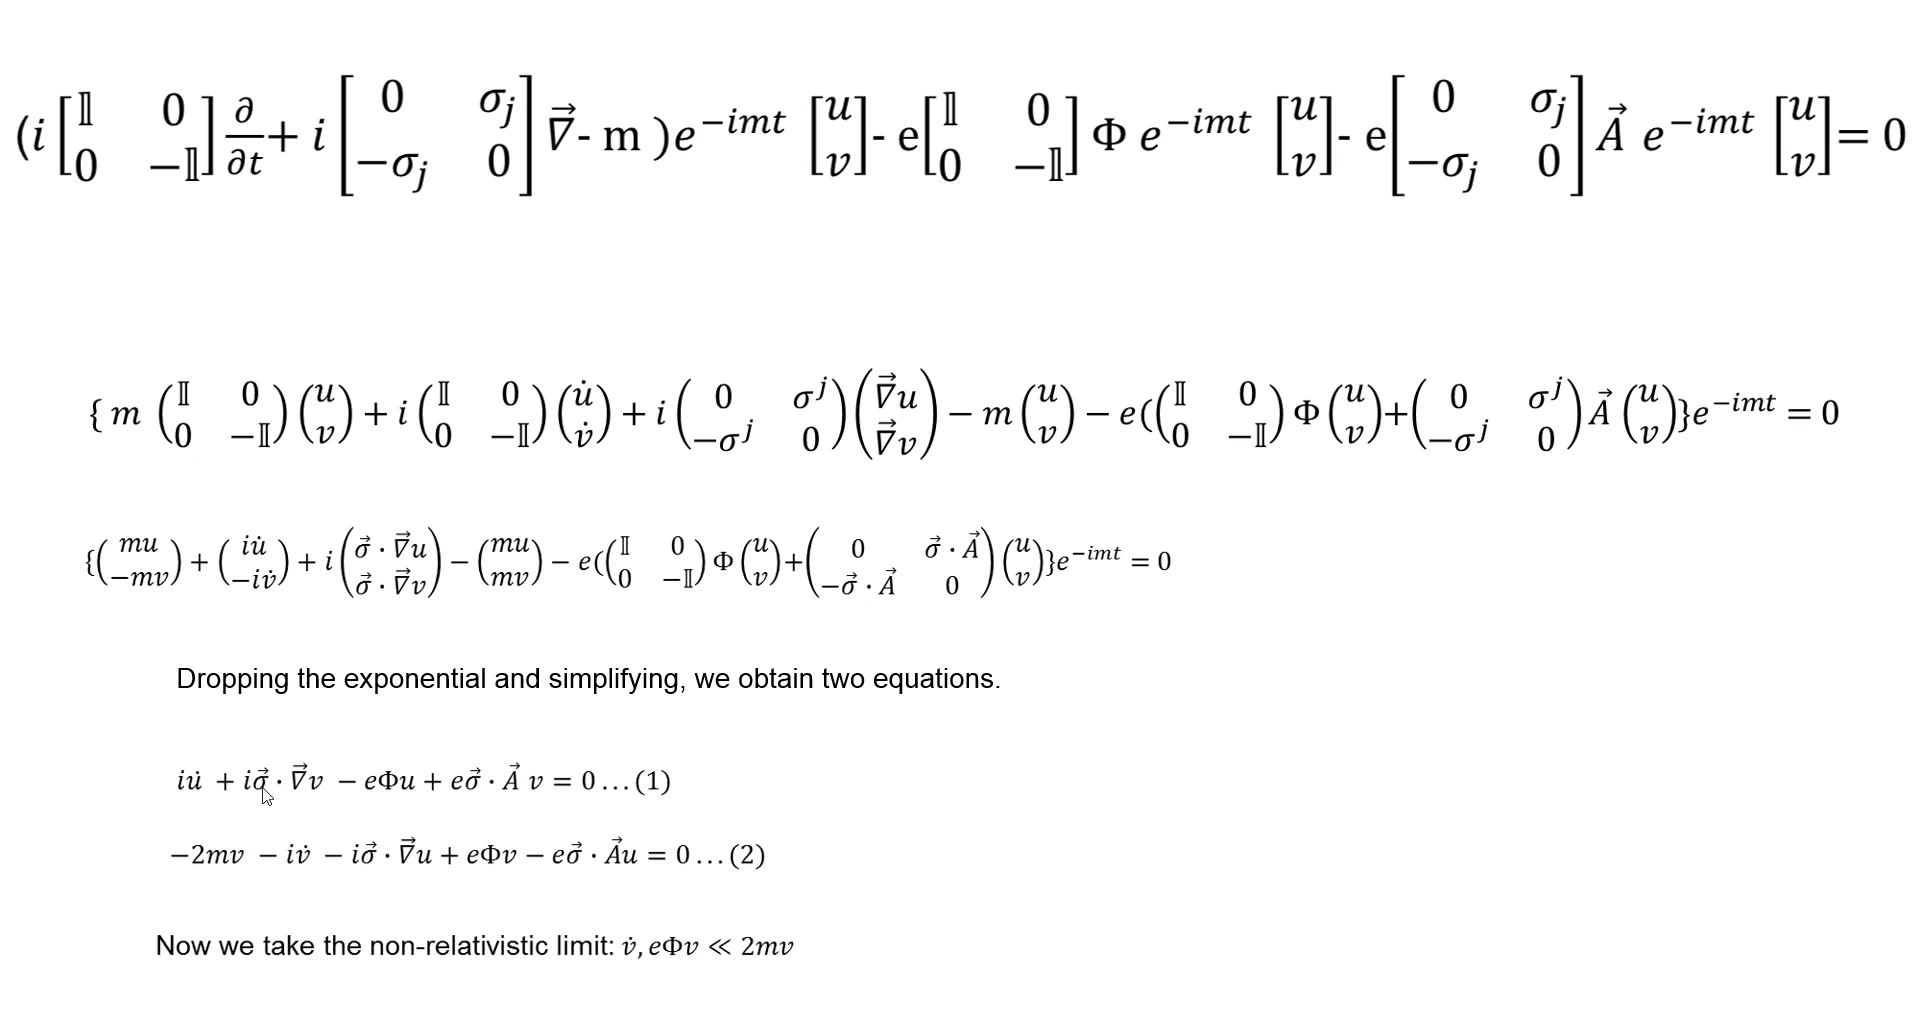 (i [𝕀 0 0 −𝕀] ∂/∂t + i [0 σⱼ −σⱼ 0] ∇⃗ - m ) e^{−imt} [u v] - e [𝕀 0 0 −𝕀] Φ e^{−imt} [u v] - e [0 σⱼ −σⱼ 0] A⃗ e^{−imt} [u v] = 0
{ m (𝕀 0 0 −𝕀) (u v) + i (𝕀 0 0 −𝕀) (u̇ v̇) + i (0 σʲ −σʲ 0) (∇⃗u ∇⃗v) − m (u v) − e((𝕀 0 0 −𝕀) Φ (u v) + (0 σʲ −σʲ 0) A⃗ (u v)}e^{−imt} = 0
{(mu −mv) + (iu̇ −iv̇) + i (σ⃗ · ∇⃗u σ⃗ · ∇⃗v) − (mu mv) − e((𝕀 0 0 −𝕀) Φ (u v) + (0 σ⃗ · A⃗ −σ⃗ · A⃗ 0) (u v)}e^{−imt} = 0
Dropping the exponential and simplifying, we obtain two equations.
iu̇ + iσ⃗ · ∇⃗v − eΦu + eσ⃗ · A⃗ v = 0 … (1)
−2mv − iv̇ − iσ⃗ · ∇⃗u + eΦv − eσ⃗ · A⃗u = 0 … (2)
Now we take the non-relativistic limit: v̇, eΦv ≪ 2mv